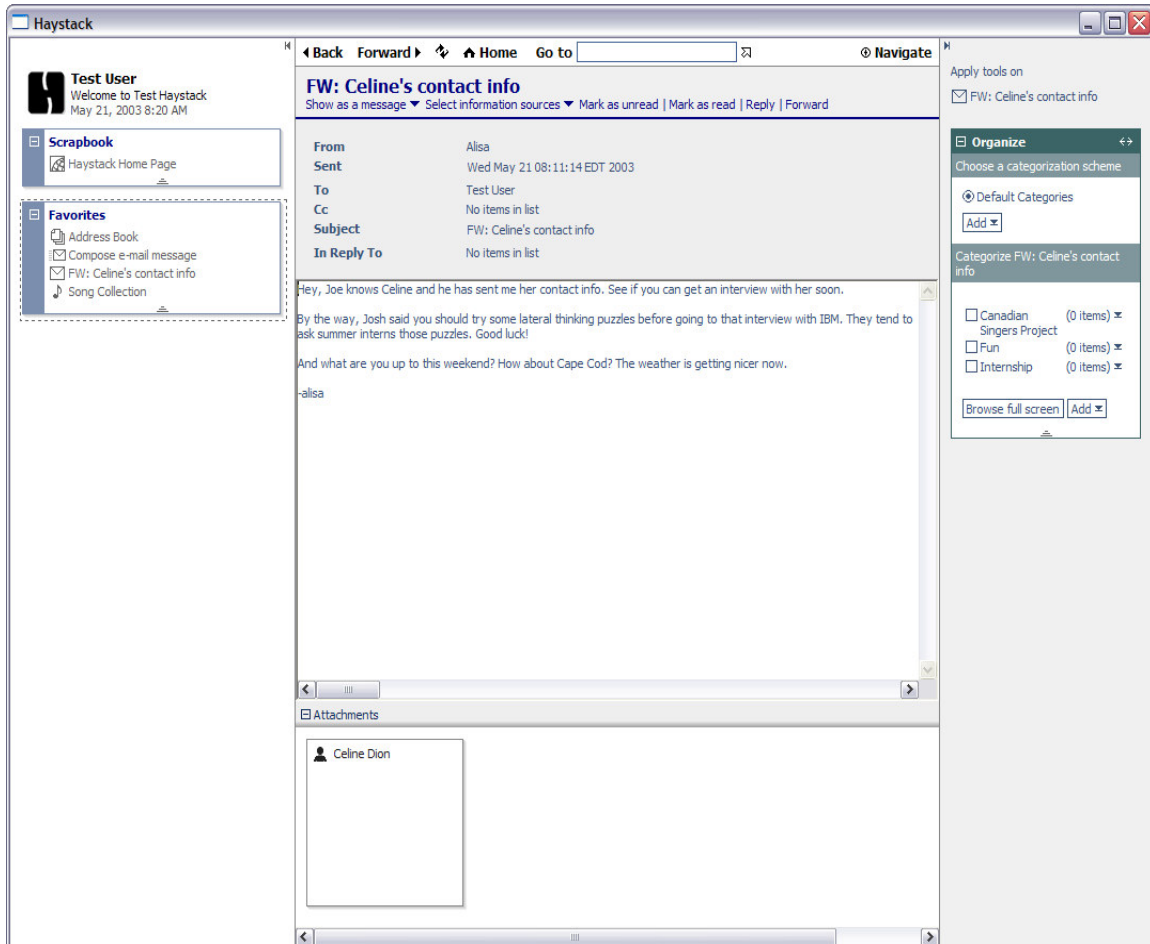 Haystack
Test User
Welcome to Test Haystack
May 21, 2003 8:20 AM
Scrapbook
Haystack Home Page
Favorites
Address Book
Compose e-mail message
FW: Celine's contact info
Song Collection
Back Forward Home Go to Navigate
FW: Celine's contact info
Show as a message Select information sources Mark as unread | Mark as read | Reply | Forward
From Alisa
Sent Wed May 21 08:11:14 EDT 2003
To Test User
Cc No items in list
Subject FW: Celine's contact info
In Reply To No items in list
Hey, Joe knows Celine and he has sent me her contact info. See if you can get an interview with her soon.
By the way, Josh said you should try some lateral thinking puzzles before going to that interview with IBM. They tend to
ask summer interns those puzzles. Good luck!
And what are you up to this weekend? How about Cape Cod? The weather is getting nicer now.
-alisa
Attachments
Celine Dion
Apply tools on
FW: Celine's contact info
Organize
Choose a categorization scheme
Default Categories
Add
Categorize FW: Celine's contact
info
Canadian (0 items)
Singers Project
Fun (0 items)
Internship (0 items)
Browse full screen Add